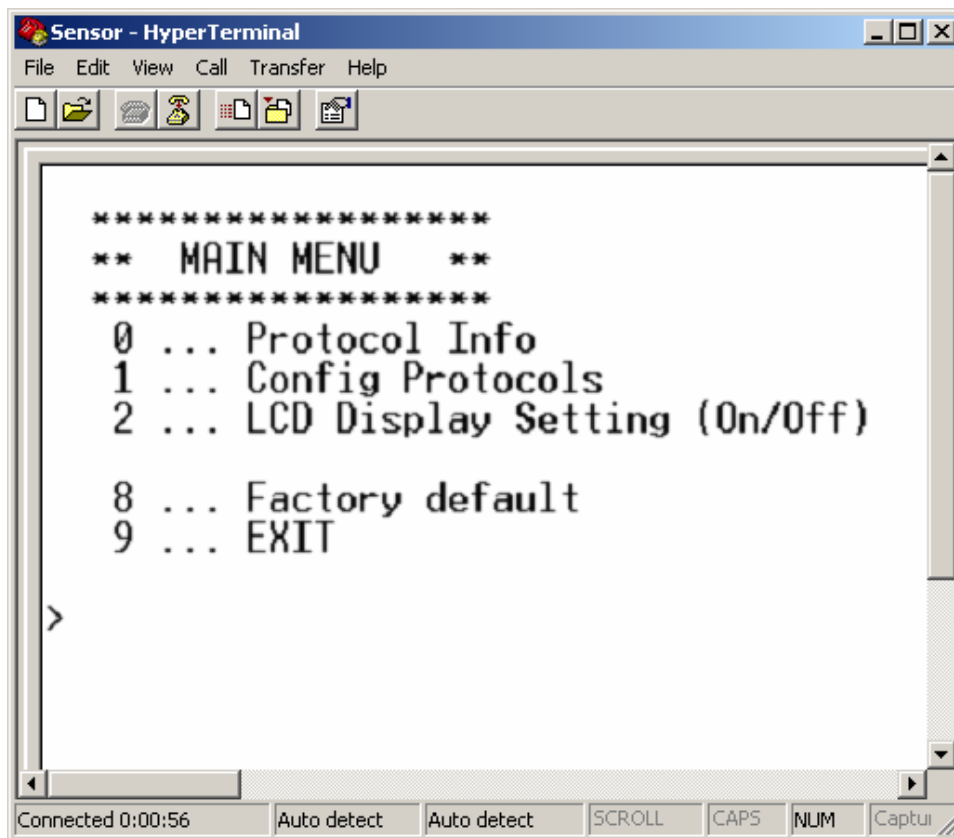 Sensor - HyperTerminal
File Edit View Call Transfer Help
******************
** MAIN MENU **
******************
0 ... Protocol Info
1 ... Config Protocols
2 ... LCD Display Setting (On/Off)
8 ... Factory default
9 ... EXIT
>
Connected 0:00:56 Auto detect Auto detect SCROLL CAPS NUM Captur